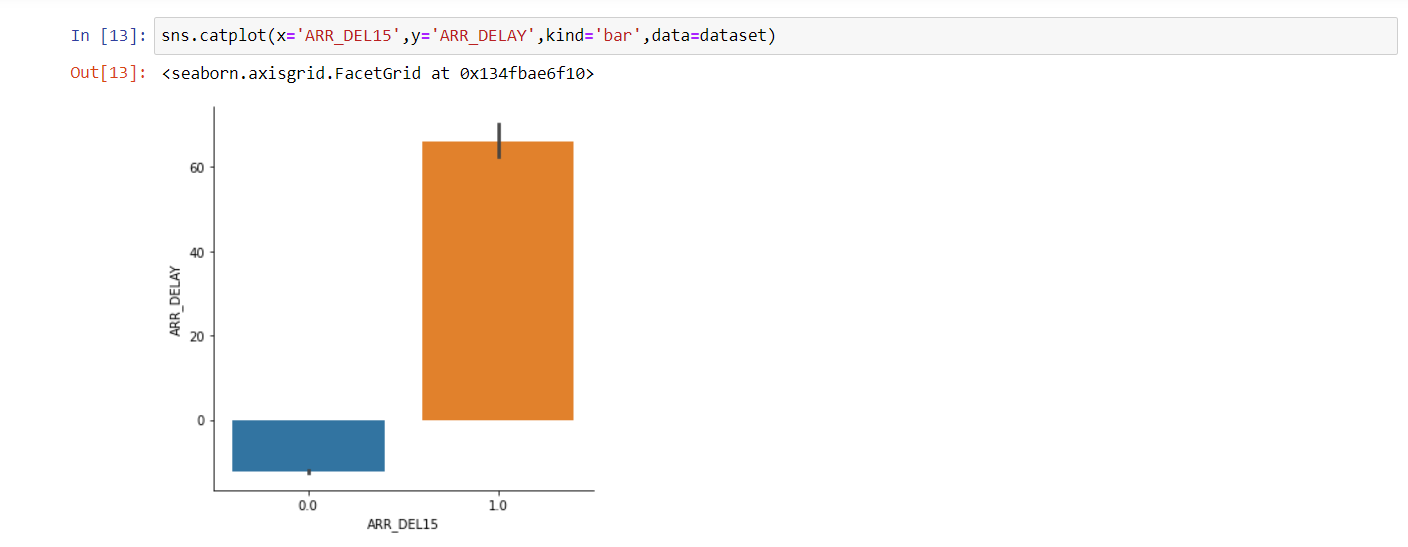 In [13]: sns.catplot(x='ARR_DEL15',y='ARR_DELAY',kind='bar',data=dataset)
Out[13]: <seaborn.axisgrid.FacetGrid at 0x134fbae6f10>
60
40
ARR_DELAY
20
0
0.0 1.0
ARR_DEL15